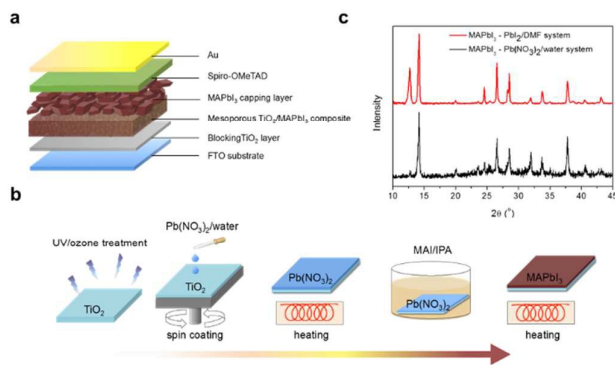 a
Au
Spiro-OMeTAD
MAPbI3 capping layer
Mesoporous TiO2/MAPbI3 composite
BlockingTiO2 layer
FTO substrate
c
MAPbI3 - PbI2/DMF system
MAPbI3 - Pb(NO3)2/water system
Intensity
10 15 20 25 30 35 40 45
2θ (°)
b
UV/ozone treatment
TiO2
Pb(NO3)2/water
TiO2
spin coating
Pb(NO3)2
heating
MAI/IPA
Pb(NO3)2
MAPbI3
heating